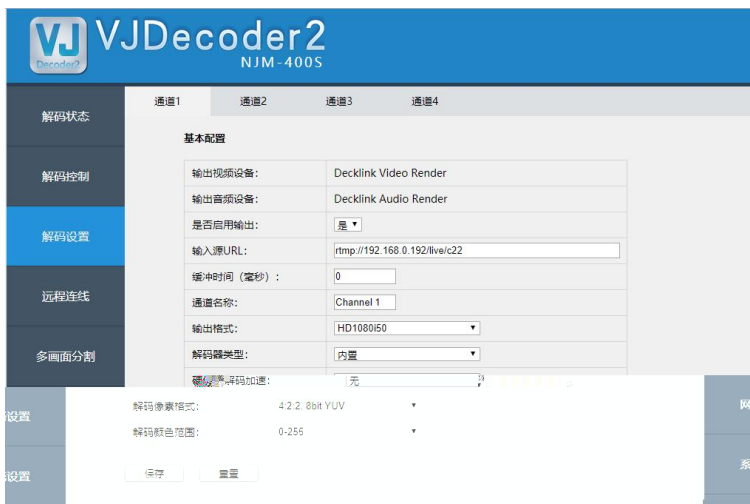 VJ
Decoder2
VJDecoder2
NJM-400S
通道1 通道2 通道3 通道4
解码状态
解码控制
解码设置
远程连线
多画面分割
基本配置
输出视频设备: Decklink Video Render
输出音频设备: Decklink Audio Render
是否启用输出: 是
输入源URL: rtmp://192.168.0.192/live/c22
缓冲时间(毫秒): 0
通道名称: Channel 1
输出格式: HD1080i50
解码器类型: 内置
解码加速: 无
设置
解码像素格式: 4:2:2, 8bit YUV
网
解码颜色范围: 0-255
设置
保存 重置
系